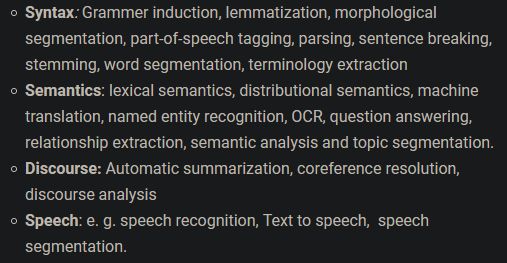 Syntax: Grammer induction, lemmatization, morphological
segmentation, part-of-speech tagging, parsing, sentence breaking,
stemming, word segmentation, terminology extraction
Semantics: lexical semantics, distributional semantics, machine
translation, named entity recognition, OCR, question answering,
relationship extraction, semantic analysis and topic segmentation.
Discourse: Automatic summarization, coreference resolution,
discourse analysis
Speech: e. g. speech recognition, Text to speech, speech
segmentation.